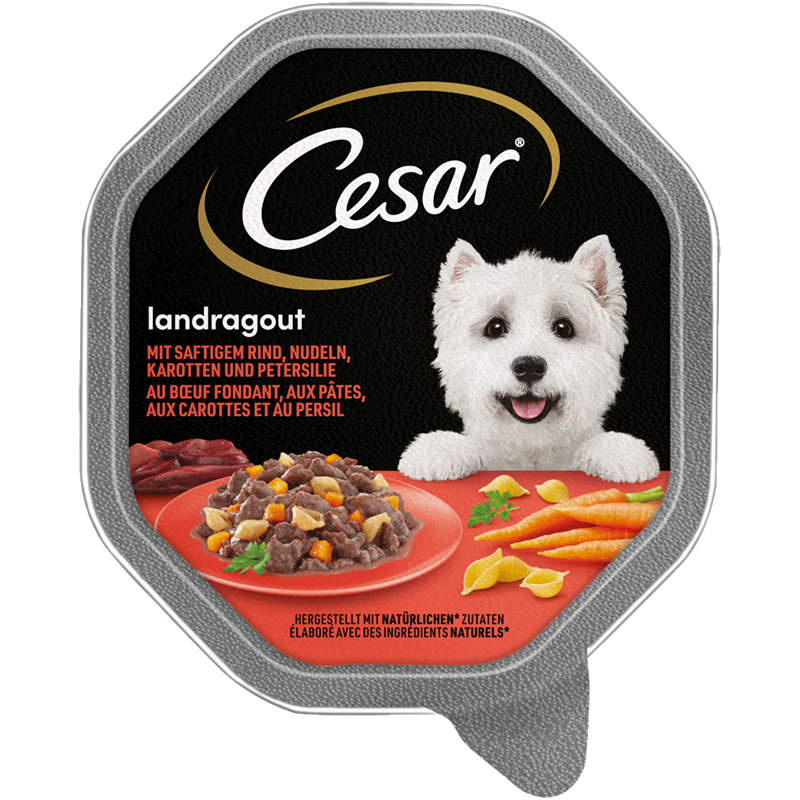 Cesar®
landragout
MIT SAFTIGEM RIND, NUDELN,
KAROTTEN UND PETERSILIE
AU BŒUF FONDANT, AUX PÂTES,
AUX CAROTTES ET AU PERSIL
HERGESTELLT MIT NATÜRLICHEN* ZUTATEN
ÉLABORÉ AVEC DES INGRÉDIENTS NATURELS*